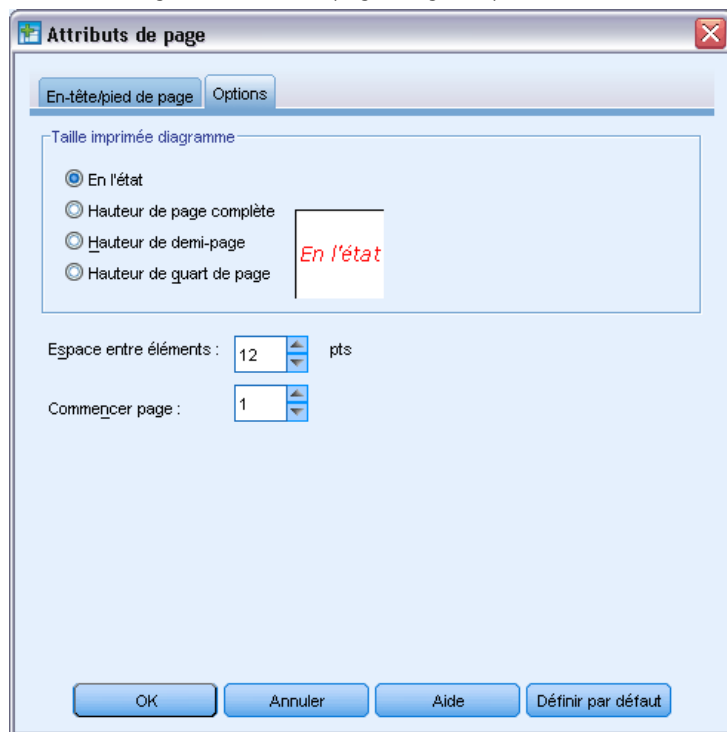 Attributs de page
En-tête/pied de page Options
Taille imprimée diagramme
En l'état
Hauteur de page complète
Hauteur de demi-page
Hauteur de quart de page
En l'état
Espace entre éléments : 12 pts
Commencer page : 1
OK Annuler Aide Définir par défaut